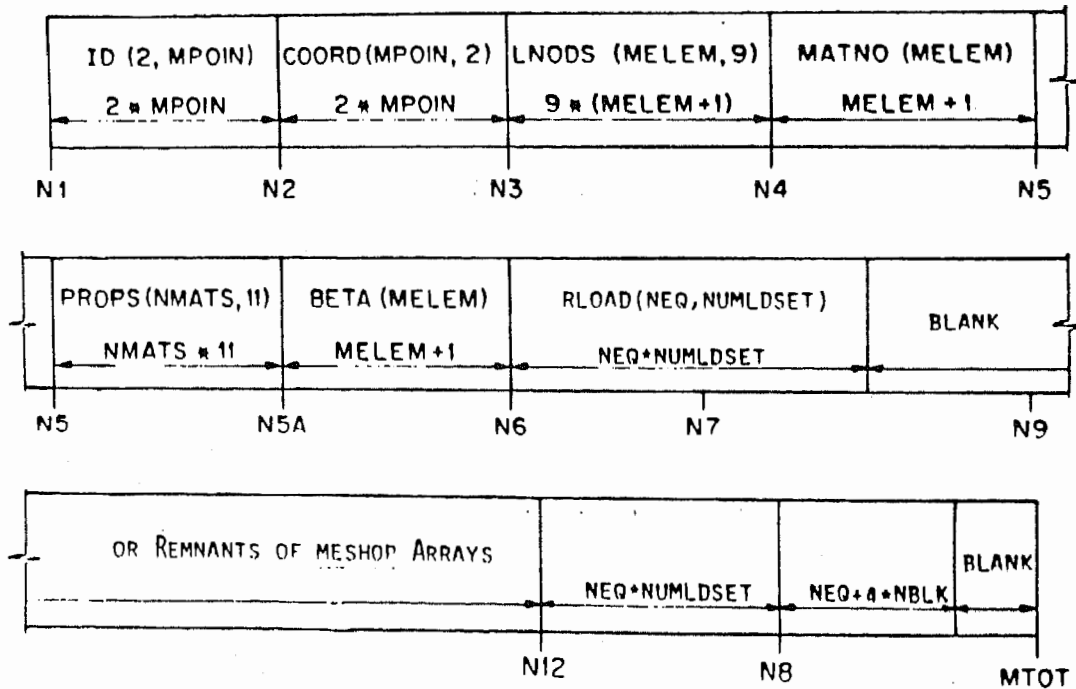 ID (2, MPOIN) COORD(MPOIN, 2) LNODS (MELEM, 9) MATNO (MELEM)
2 * MPOIN 2 * MPOIN 9 * (MELEM+1) MELEM + 1
N1 N2 N3 N4 N5
PROPS(NMATS, 11) BETA (MELEM) RLOAD(NEQ, NUMLDSET) BLANK
NMATS * 11 MELEM+1 NEQ*NUMLDSET
N5 N5A N6 N7 N9
OR REMNANTS OF MESHOP ARRAYS BLANK
NEQ*NUMLDSET NEQ+4*NBLK
N12 N8 MTOT